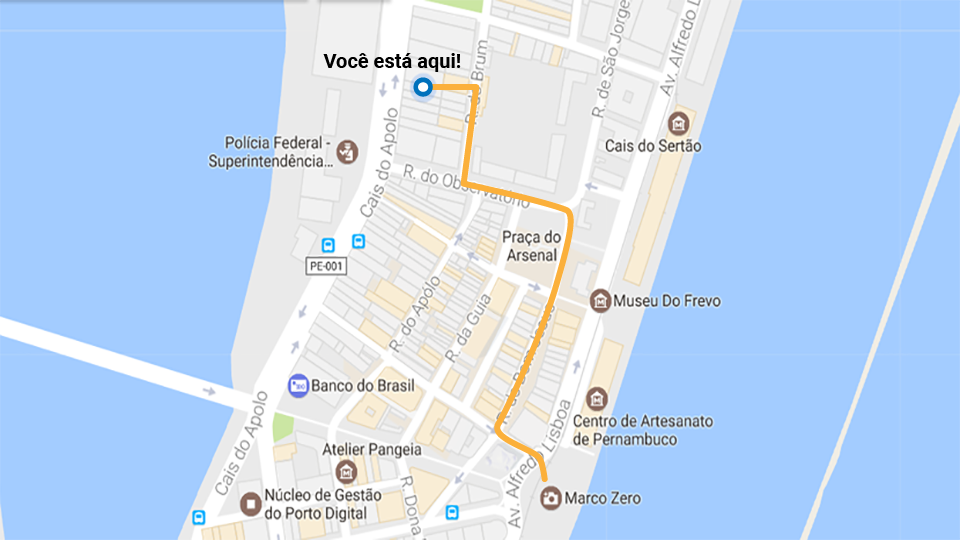 Você está aqui!
R. do Brum
R. de São Jorge
Av. Alfredo L
Polícia Federal -
Superintendência...
Cais do Apolo
Cais do Sertão
R. do Observatório
Praça do
Arsenal
PE-001
Museu Do Frevo
R. do Apolo
R. da Guia
R. do Bom Jesus
Banco do Brasil
Cais do Apolo
Centro de Artesanato
de Pernambuco
Av. Alfredo Lisboa
Atelier Pangeia
Núcleo de Gestão
do Porto Digital
R. Dona
Marco Zero